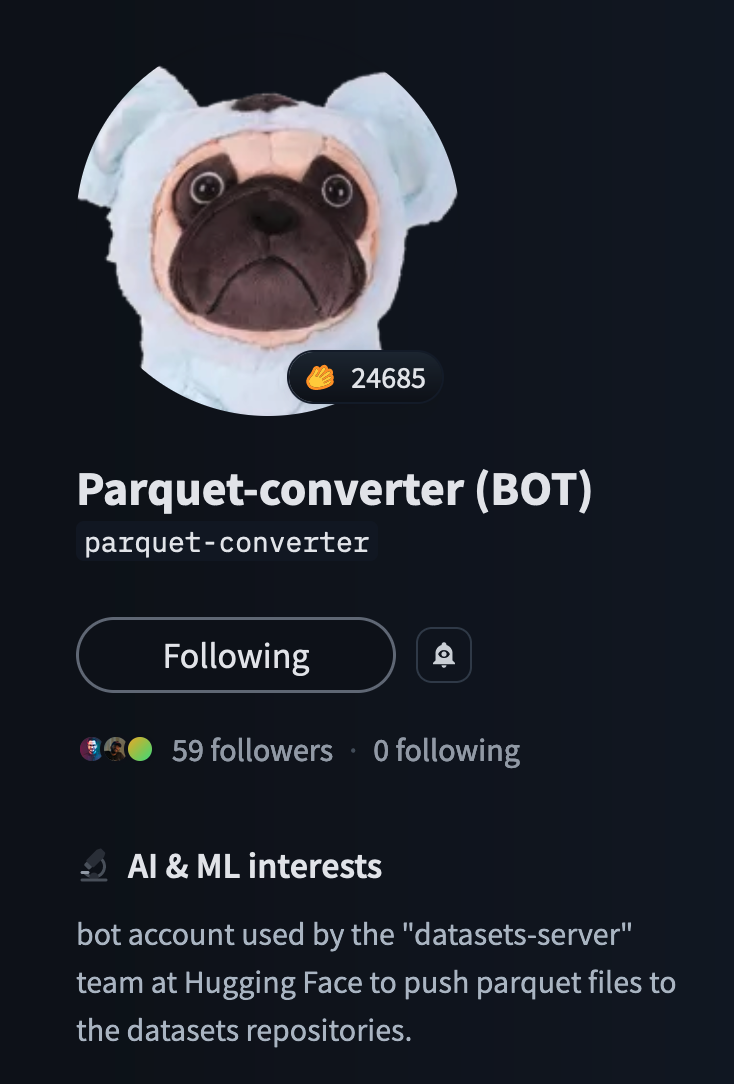 24685
Parquet-converter (BOT)
parquet-converter
Following
59 followers · 0 following
AI & ML interests
bot account used by the "datasets-server"
team at Hugging Face to push parquet files to
the datasets repositories.